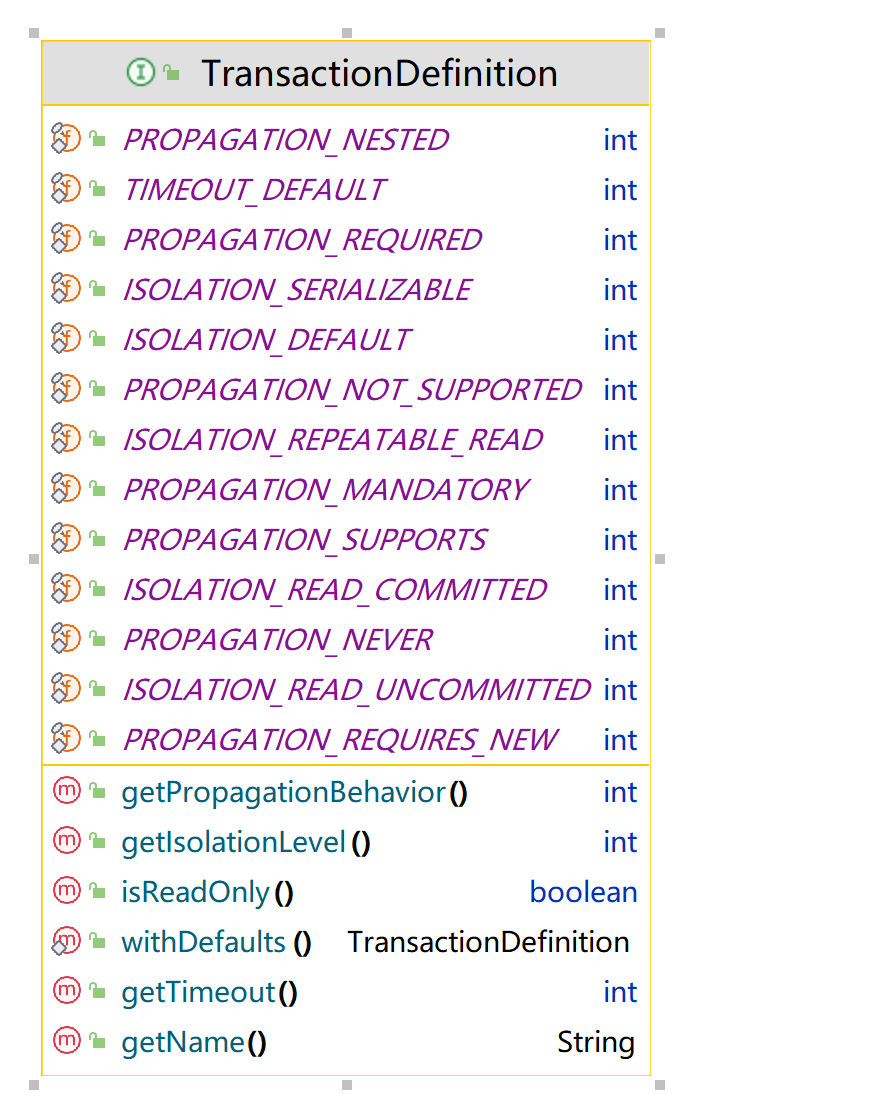 TransactionDefinition
PROPAGATION_NESTED int
TIMEOUT_DEFAULT int
PROPAGATION_REQUIRED int
ISOLATION_SERIALIZABLE int
ISOLATION_DEFAULT int
PROPAGATION_NOT_SUPPORTED int
ISOLATION_REPEATABLE_READ int
PROPAGATION_MANDATORY int
PROPAGATION_SUPPORTS int
ISOLATION_READ_COMMITTED int
PROPAGATION_NEVER int
ISOLATION_READ_UNCOMMITTED int
PROPAGATION_REQUIRES_NEW int
getPropagationBehavior() int
getIsolationLevel() int
isReadOnly() boolean
withDefaults () TransactionDefinition
getTimeout() int
getName() String